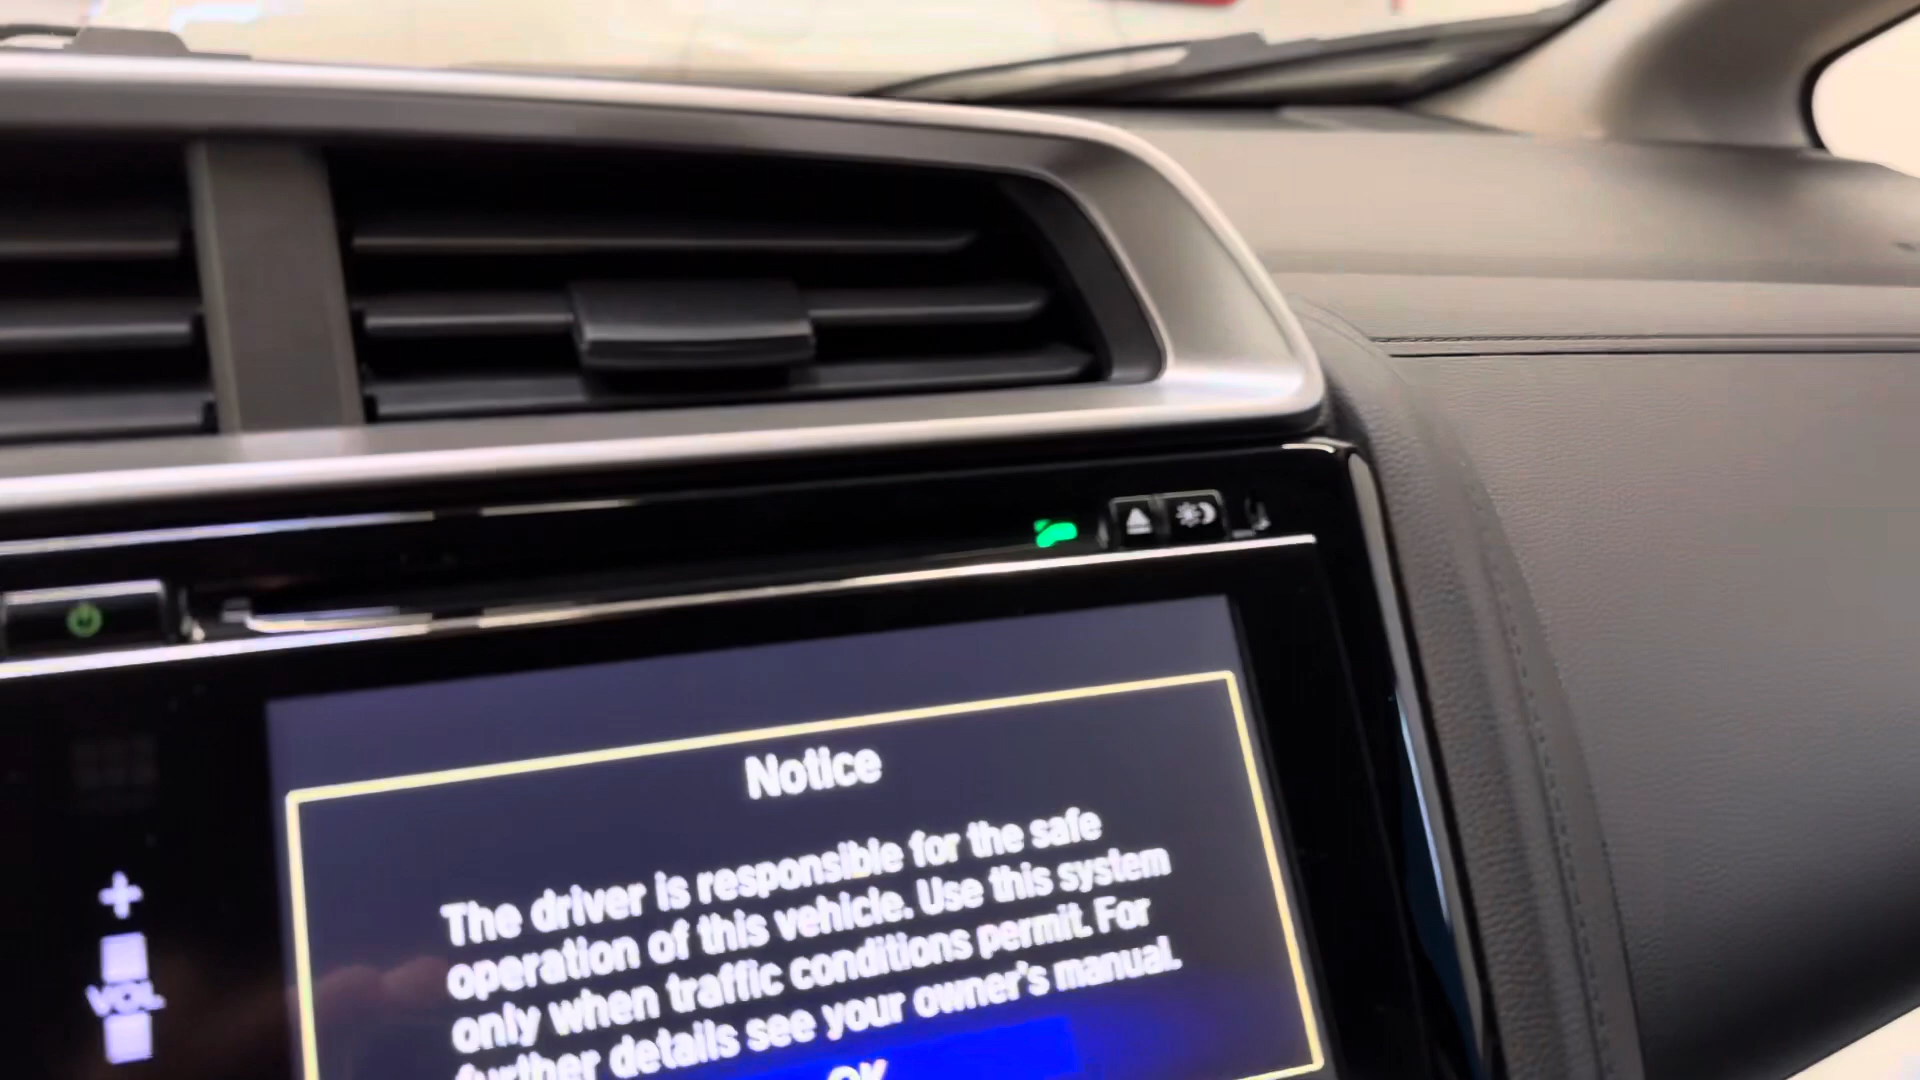 Notice
The driver is responsible for the safe
operation of this vehicle. Use this system
only when traffic conditions permit. For
further details see your owner's manual.
OK
+
VOL